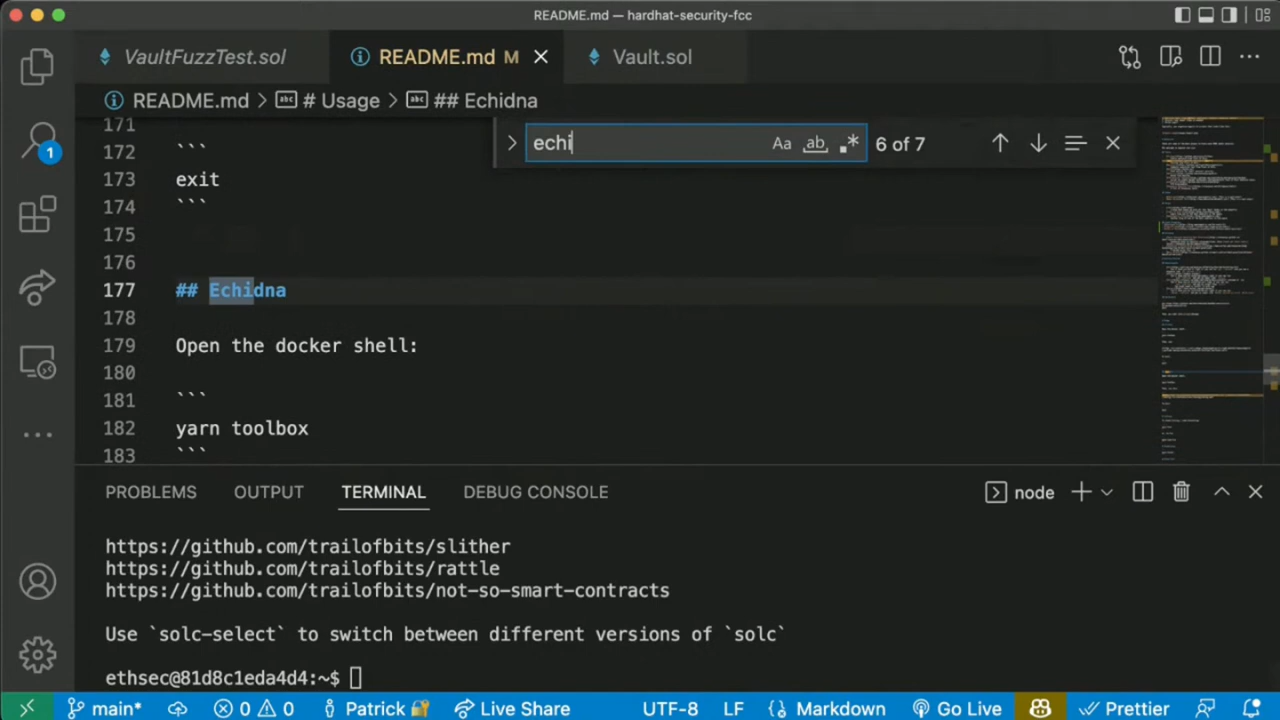 README.md — hardhat-security-fcc
VaultFuzzTest.sol
README.md M
Vault.sol
README.md > # Usage > ## Echidna
echi
Aa
ab
6 of 7
171
172 ```
173 exit
174 ```
175
176
177 ## Echidna
178
179 Open the docker shell:
180
181 ```
182 yarn toolbox
183 ```
1
PROBLEMS OUTPUT TERMINAL DEBUG CONSOLE
node
https://github.com/trailofbits/slither
https://github.com/trailofbits/rattle
https://github.com/trailofbits/not-so-smart-contracts
Use `solc-select` to switch between different versions of `solc`
ethsec@81d8c1eda4d4:~$
main* 0 0 Patrick Live Share UTF-8 LF Markdown Go Live Prettier